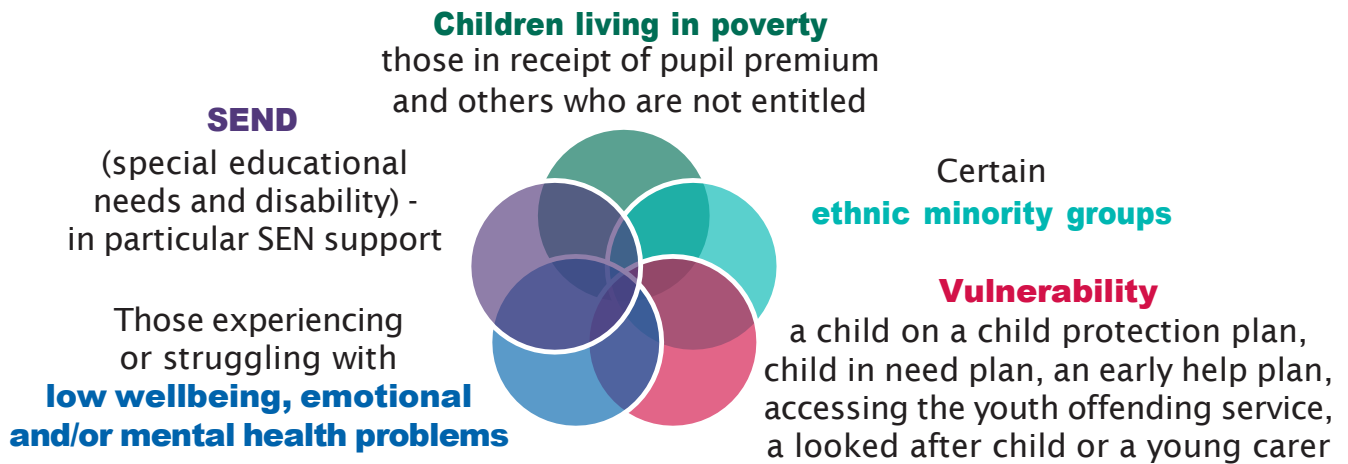 Children living in poverty
those in receipt of pupil premium
and others who are not entitled
SEND
(special educational
needs and disability) -
in particular SEN support
Certain
ethnic minority groups
Vulnerability
a child on a child protection plan,
child in need plan, an early help plan,
accessing the youth offending service,
a looked after child or a young carer
Those experiencing
or struggling with
low wellbeing, emotional
and/or mental health problems